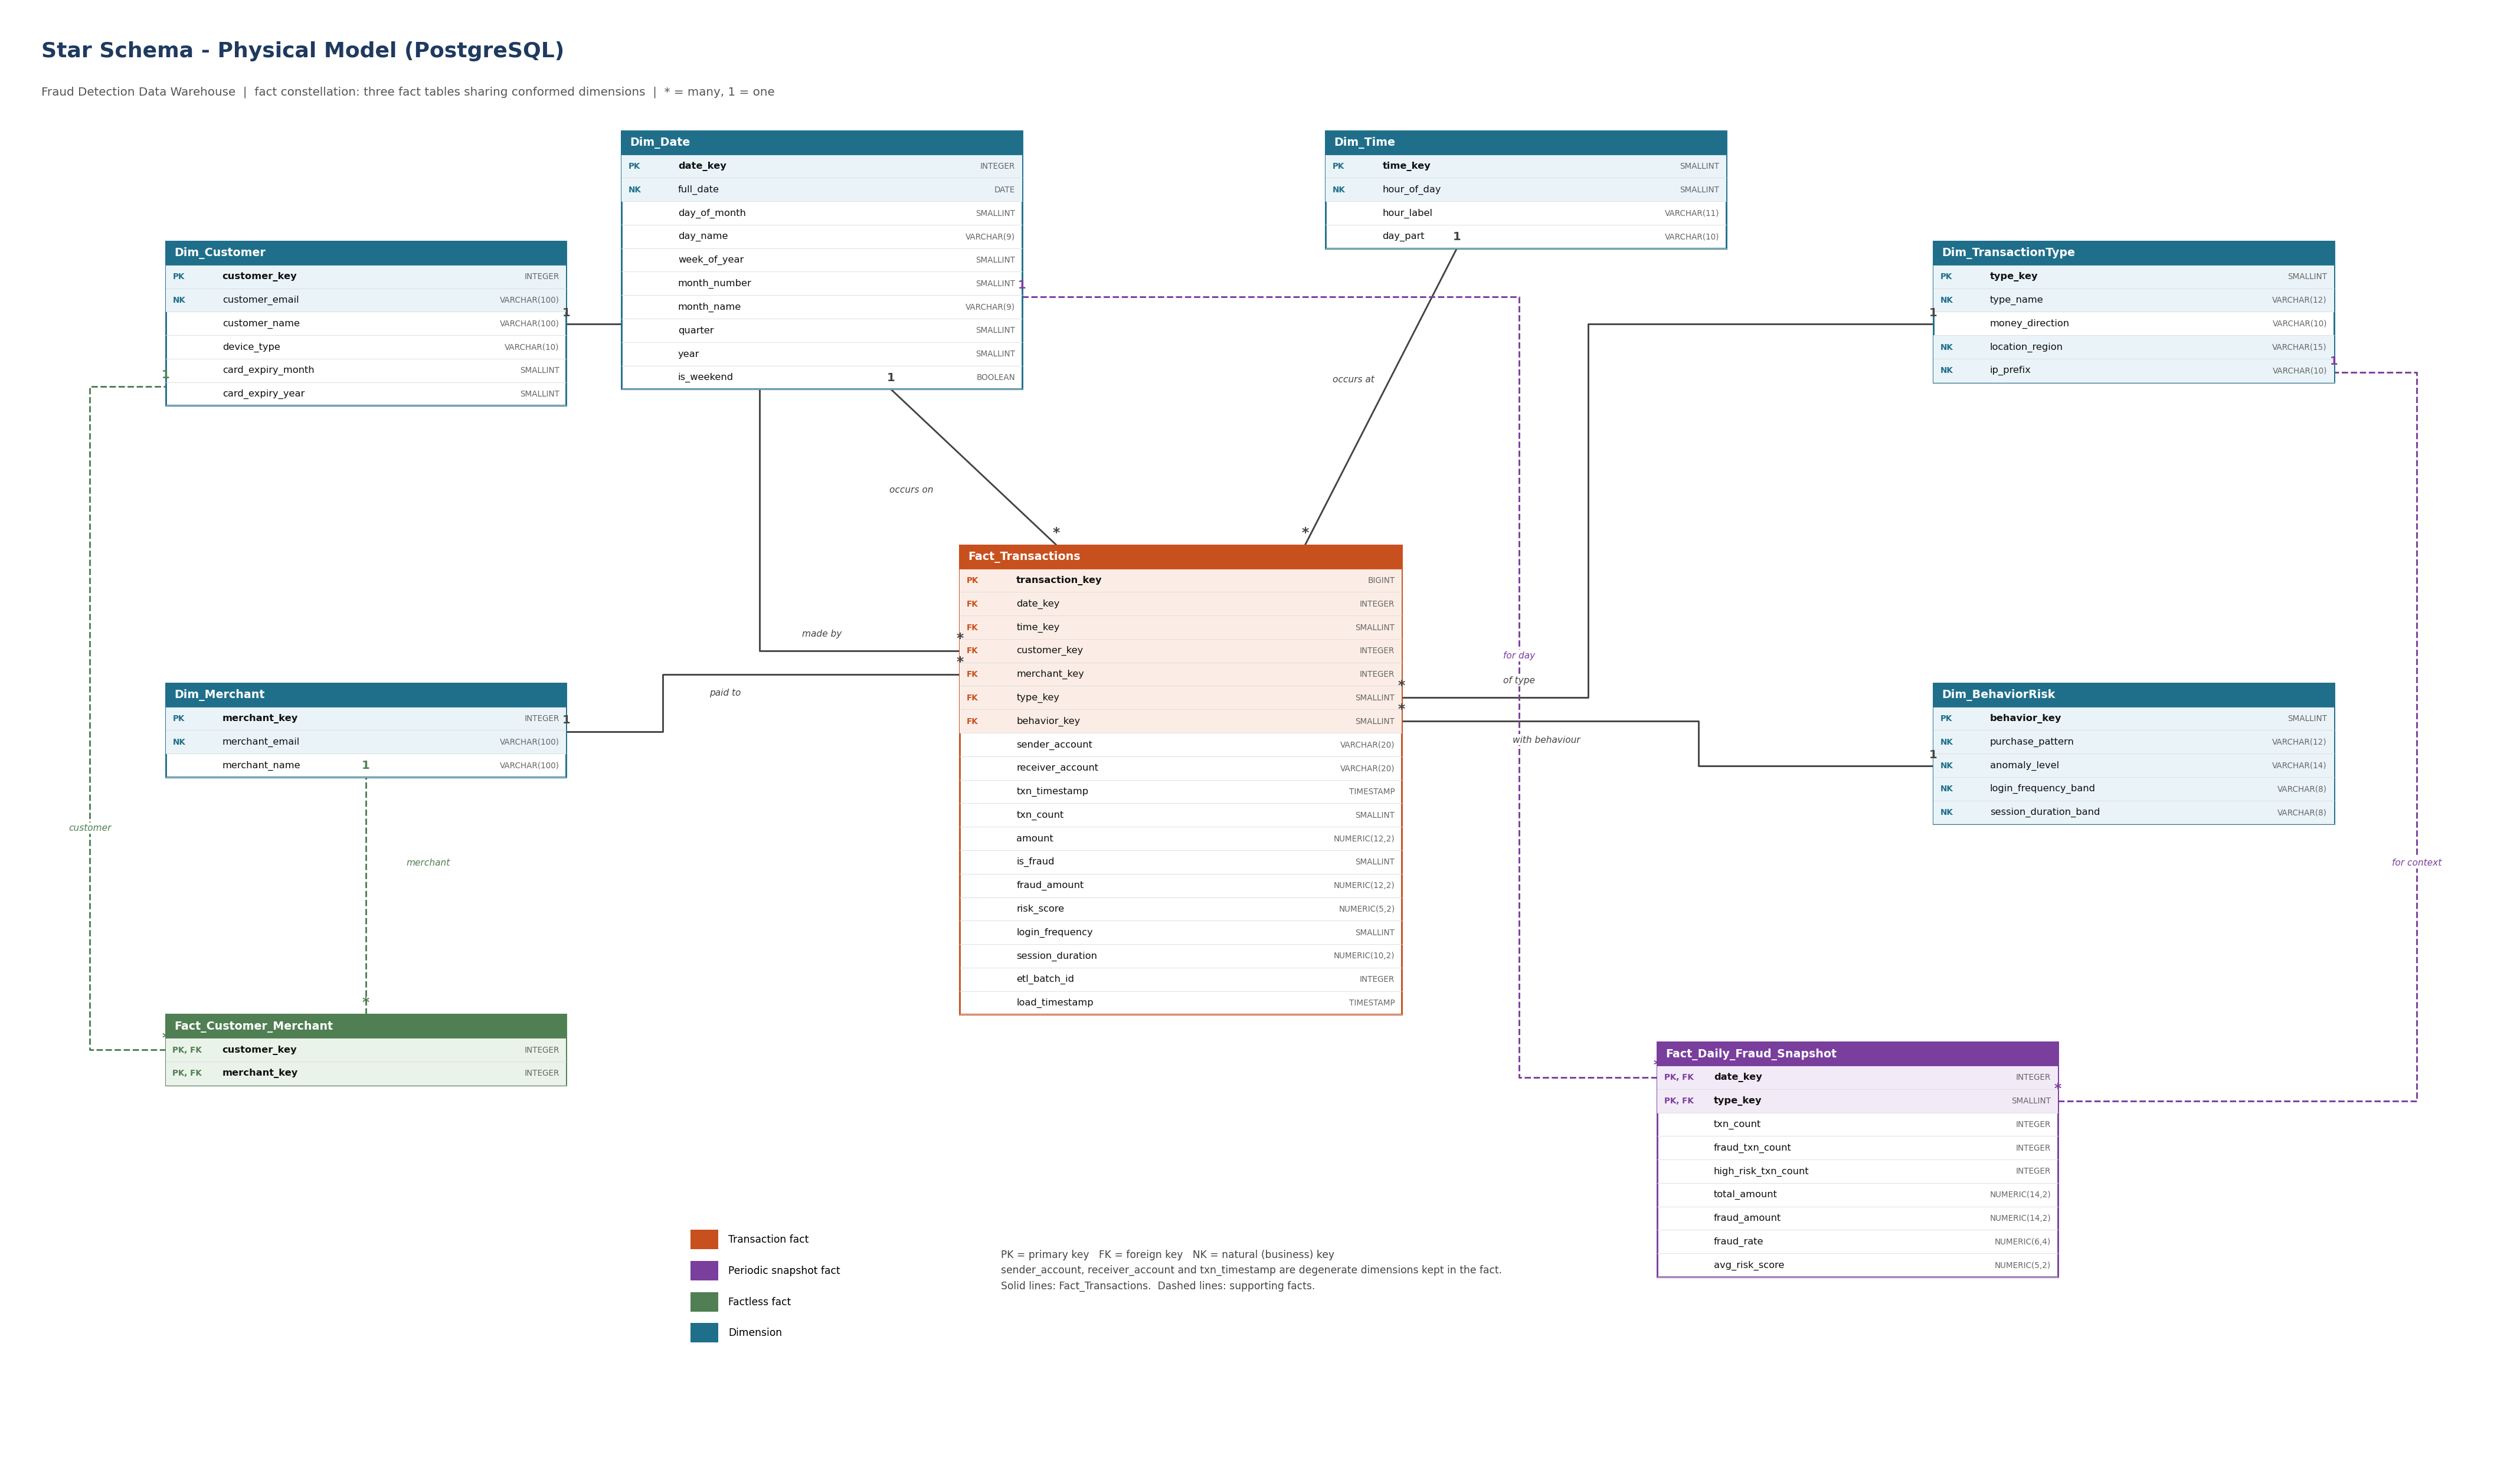 Star Schema - Physical Model (PostgreSQL)
Fraud Detection Data Warehouse | fact constellation: three fact tables sharing conformed dimensions | * = many, 1 = one
Dim_Date
PK date_key INTEGER
NK full_date DATE
day_of_month SMALLINT
day_name VARCHAR(9)
week_of_year SMALLINT
month_number SMALLINT
month_name VARCHAR(9)
quarter SMALLINT
year SMALLINT
is_weekend BOOLEAN
1
1
Dim_Time
PK time_key SMALLINT
NK hour_of_day SMALLINT
hour_label VARCHAR(11)
day_part VARCHAR(10)
1
Dim_Customer
PK customer_key INTEGER
NK customer_email VARCHAR(100)
customer_name VARCHAR(100)
device_type VARCHAR(10)
card_expiry_month SMALLINT
card_expiry_year SMALLINT
1
1
Dim_TransactionType
PK type_key SMALLINT
NK type_name VARCHAR(12)
money_direction VARCHAR(10)
NK location_region VARCHAR(15)
NK ip_prefix VARCHAR(10)
1
1
occurs at
occurs on
*
*
Fact_Transactions
PK transaction_key BIGINT
FK date_key INTEGER
FK time_key SMALLINT
FK customer_key INTEGER
FK merchant_key INTEGER
FK type_key SMALLINT
FK behavior_key SMALLINT
sender_account VARCHAR(20)
receiver_account VARCHAR(20)
txn_timestamp TIMESTAMP
txn_count SMALLINT
amount NUMERIC(12,2)
is_fraud SMALLINT
fraud_amount NUMERIC(12,2)
risk_score NUMERIC(5,2)
login_frequency SMALLINT
session_duration NUMERIC(10,2)
etl_batch_id INTEGER
load_timestamp TIMESTAMP
made by
*
*
paid to
for day
of type
*
*
with behaviour
Dim_Merchant
PK merchant_key INTEGER
NK merchant_email VARCHAR(100)
merchant_name VARCHAR(100)
1
1
Dim_BehaviorRisk
PK behavior_key SMALLINT
NK purchase_pattern VARCHAR(12)
NK anomaly_level VARCHAR(14)
NK login_frequency_band VARCHAR(8)
NK session_duration_band VARCHAR(8)
1
customer
merchant
for context
*
Fact_Customer_Merchant
PK, FK customer_key INTEGER
PK, FK merchant_key INTEGER
*
Fact_Daily_Fraud_Snapshot
PK, FK date_key INTEGER
PK, FK type_key SMALLINT
txn_count INTEGER
fraud_txn_count INTEGER
high_risk_txn_count INTEGER
total_amount NUMERIC(14,2)
fraud_amount NUMERIC(14,2)
fraud_rate NUMERIC(6,4)
avg_risk_score NUMERIC(5,2)
*
*
Transaction fact
Periodic snapshot fact
Factless fact
Dimension
PK = primary key FK = foreign key NK = natural (business) key
sender_account, receiver_account and txn_timestamp are degenerate dimensions kept in the fact.
Solid lines: Fact_Transactions. Dashed lines: supporting facts.